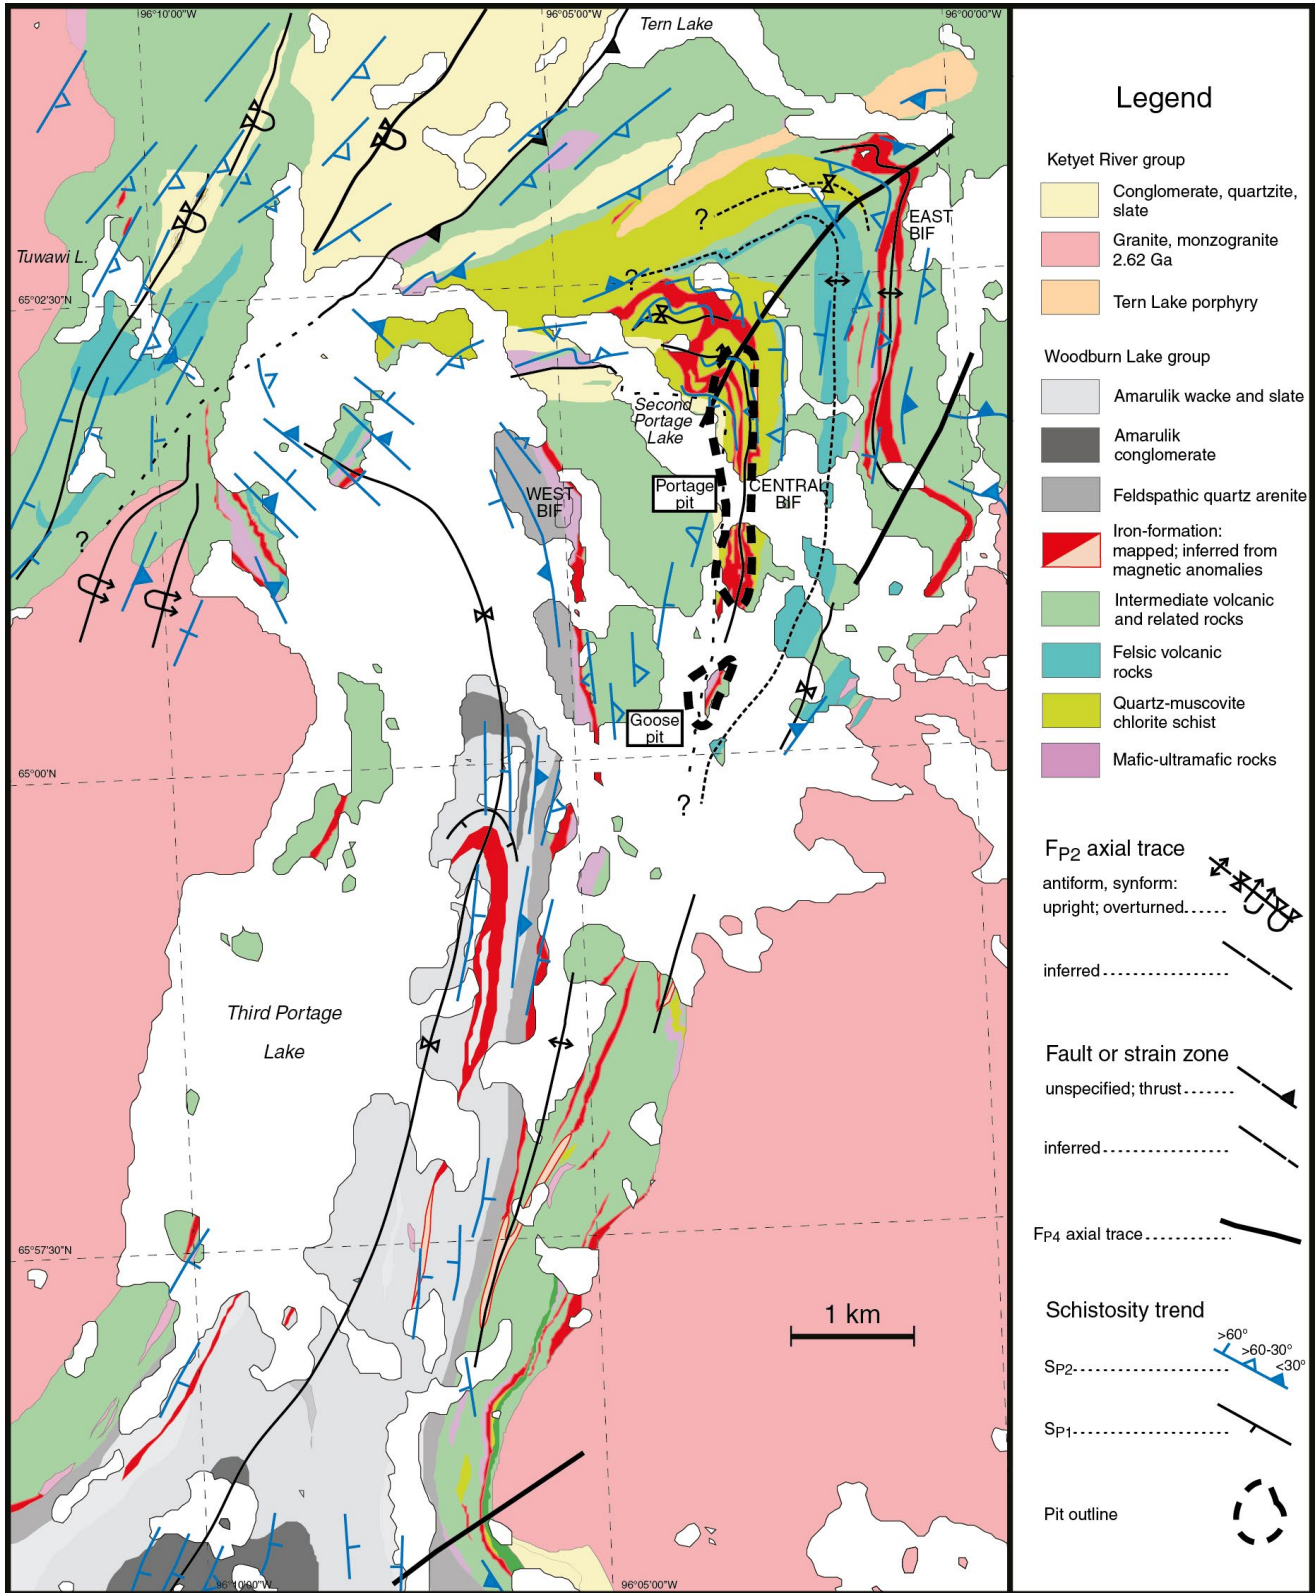 96°10'00"W
96°05'00"W
96°00'00"W
Tern Lake
Tuwawi L.
65°02'30"N
?
?
EAST
BIF
Second
Portage
Lake
Portage
pit
CENTRAL
BIF
WEST
BIF
?
Goose
pit
65°00'N
?
Third Portage
Lake
65°57'30"N
1 km
96°10'00"W
96°05'00"W
Legend
Ketyet River group
Conglomerate, quartzite,
slate
Granite, monzogranite
2.62 Ga
Tern Lake porphyry
Woodburn Lake group
Amarulik wacke and slate
Amarulik
conglomerate
Feldspathic quartz arenite
Iron-formation:
mapped; inferred from
magnetic anomalies
Intermediate volcanic
and related rocks
Felsic volcanic
rocks
Quartz-muscovite
chlorite schist
Mafic-ultramafic rocks
FP2 axial trace
antiform, synform:
upright; overturned
inferred
Fault or strain zone
unspecified; thrust
inferred
FP4 axial trace
Schistosity trend
>60°
>60-30°
<30°
SP2
SP1
Pit outline